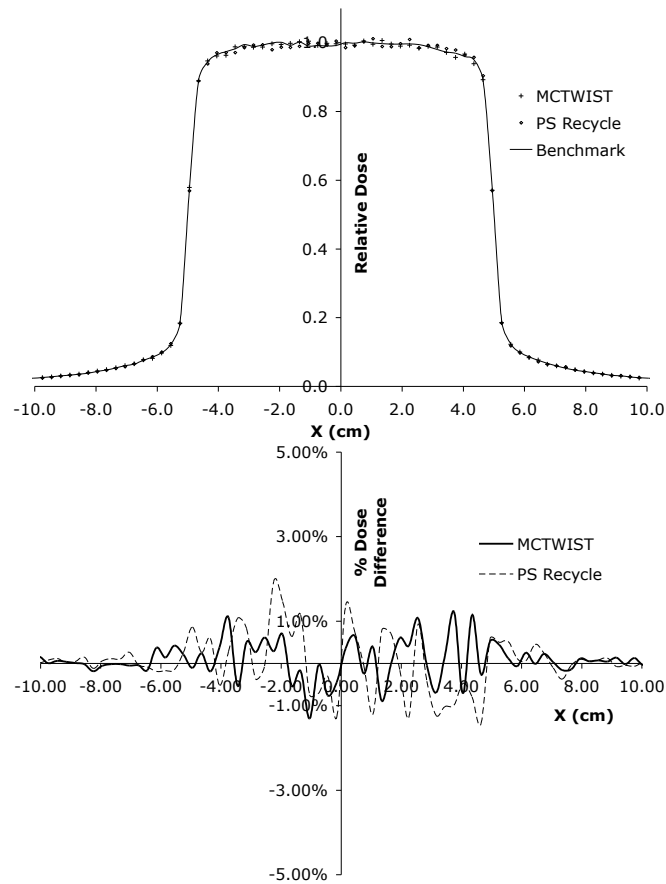 1.0
MCTWIST
0.8
PS Recycle
Benchmark
Relative Dose
0.6
0.4
0.2
0.0
-10.0 -8.0 -6.0 -4.0 -2.0 0.0 2.0 4.0 6.0 8.0 10.0
X (cm)
5.00%
% Dose
Difference
3.00%
MCTWIST
PS Recycle
1.00%
-10.00 -8.00 -6.00 -4.00 -2.00 0.00 2.00 4.00 6.00 8.00 10.00
-1.00%
X (cm)
-3.00%
-5.00%